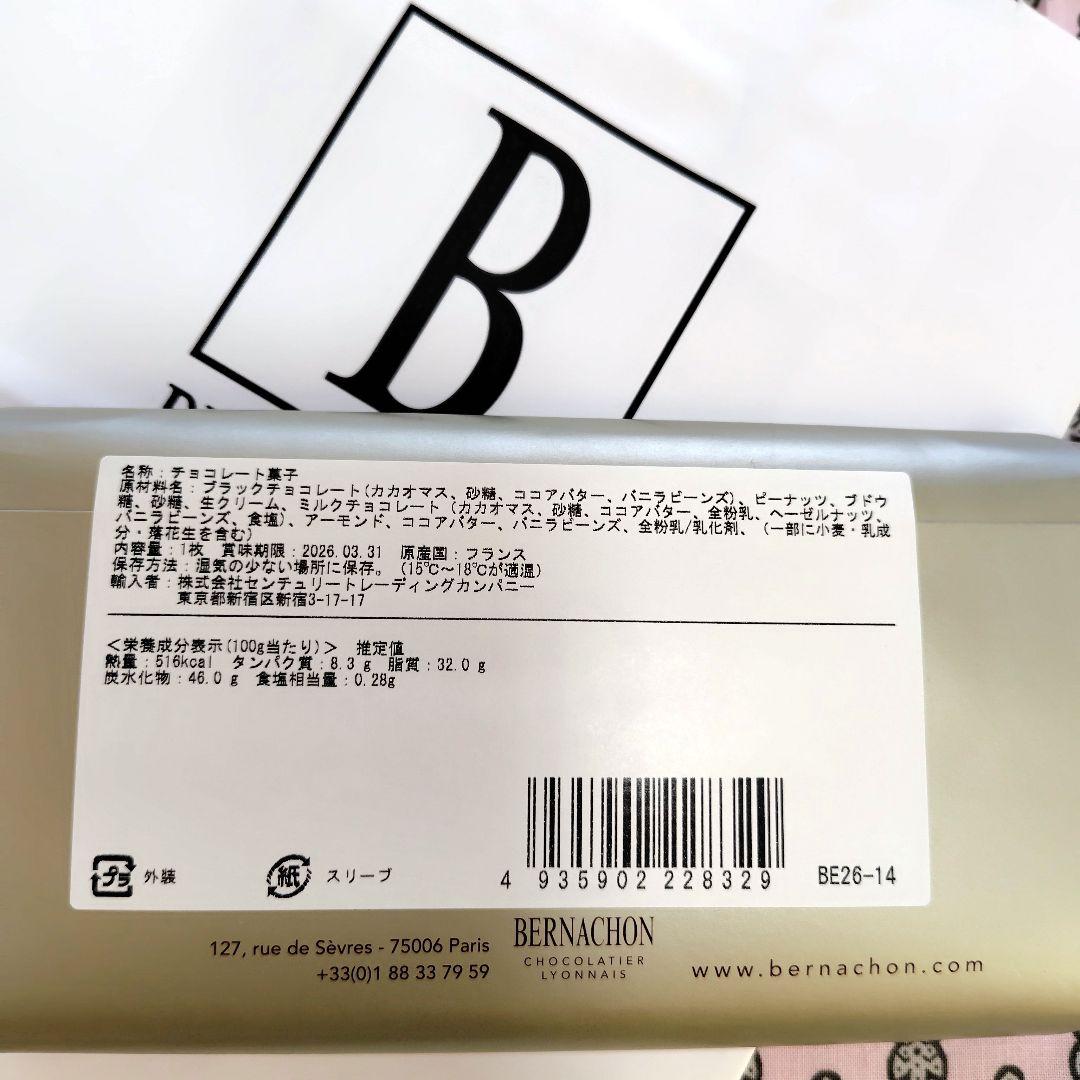 B
名称：チョコレート菓子
原材料名：ブラックチョコレート(カカオマス、砂糖、ココアバター、バニラビーンズ)、ピーナッツ、ブドウ
糖、砂糖、生クリーム、ミルクチョコレート（カカオマス、砂糖、ココアバター、全粉乳、ヘーゼルナッツ、
バニラビーンズ、食塩)、アーモンド、ココアバター、バニラビーンズ、全粉乳/乳化剤、（一部に小麦・乳成
分・落花生を含む）
内容量：1枚　賞味期限：2026.03.31　原産国：フランス
保存方法：湿気の少ない場所に保存。（15℃～18℃が適温）
輸入者：株式会社センチュリートレーディングカンパニー
東京都新宿区新宿3-17-17
＜栄養成分表示(100g当たり)＞　推定値
熱量：516kcal　タンパク質：8.3 g　脂質：32.0 g
炭水化物：46.0 g　食塩相当量：0.28g
プラ 外装 紙 スリーブ 4 935902 228329 BE26-14
127, rue de Sèvres - 75006 Paris
+33(0)1 88 33 79 59
BERNACHON
CHOCOLATIER
LYONNAIS
www.bernachon.com